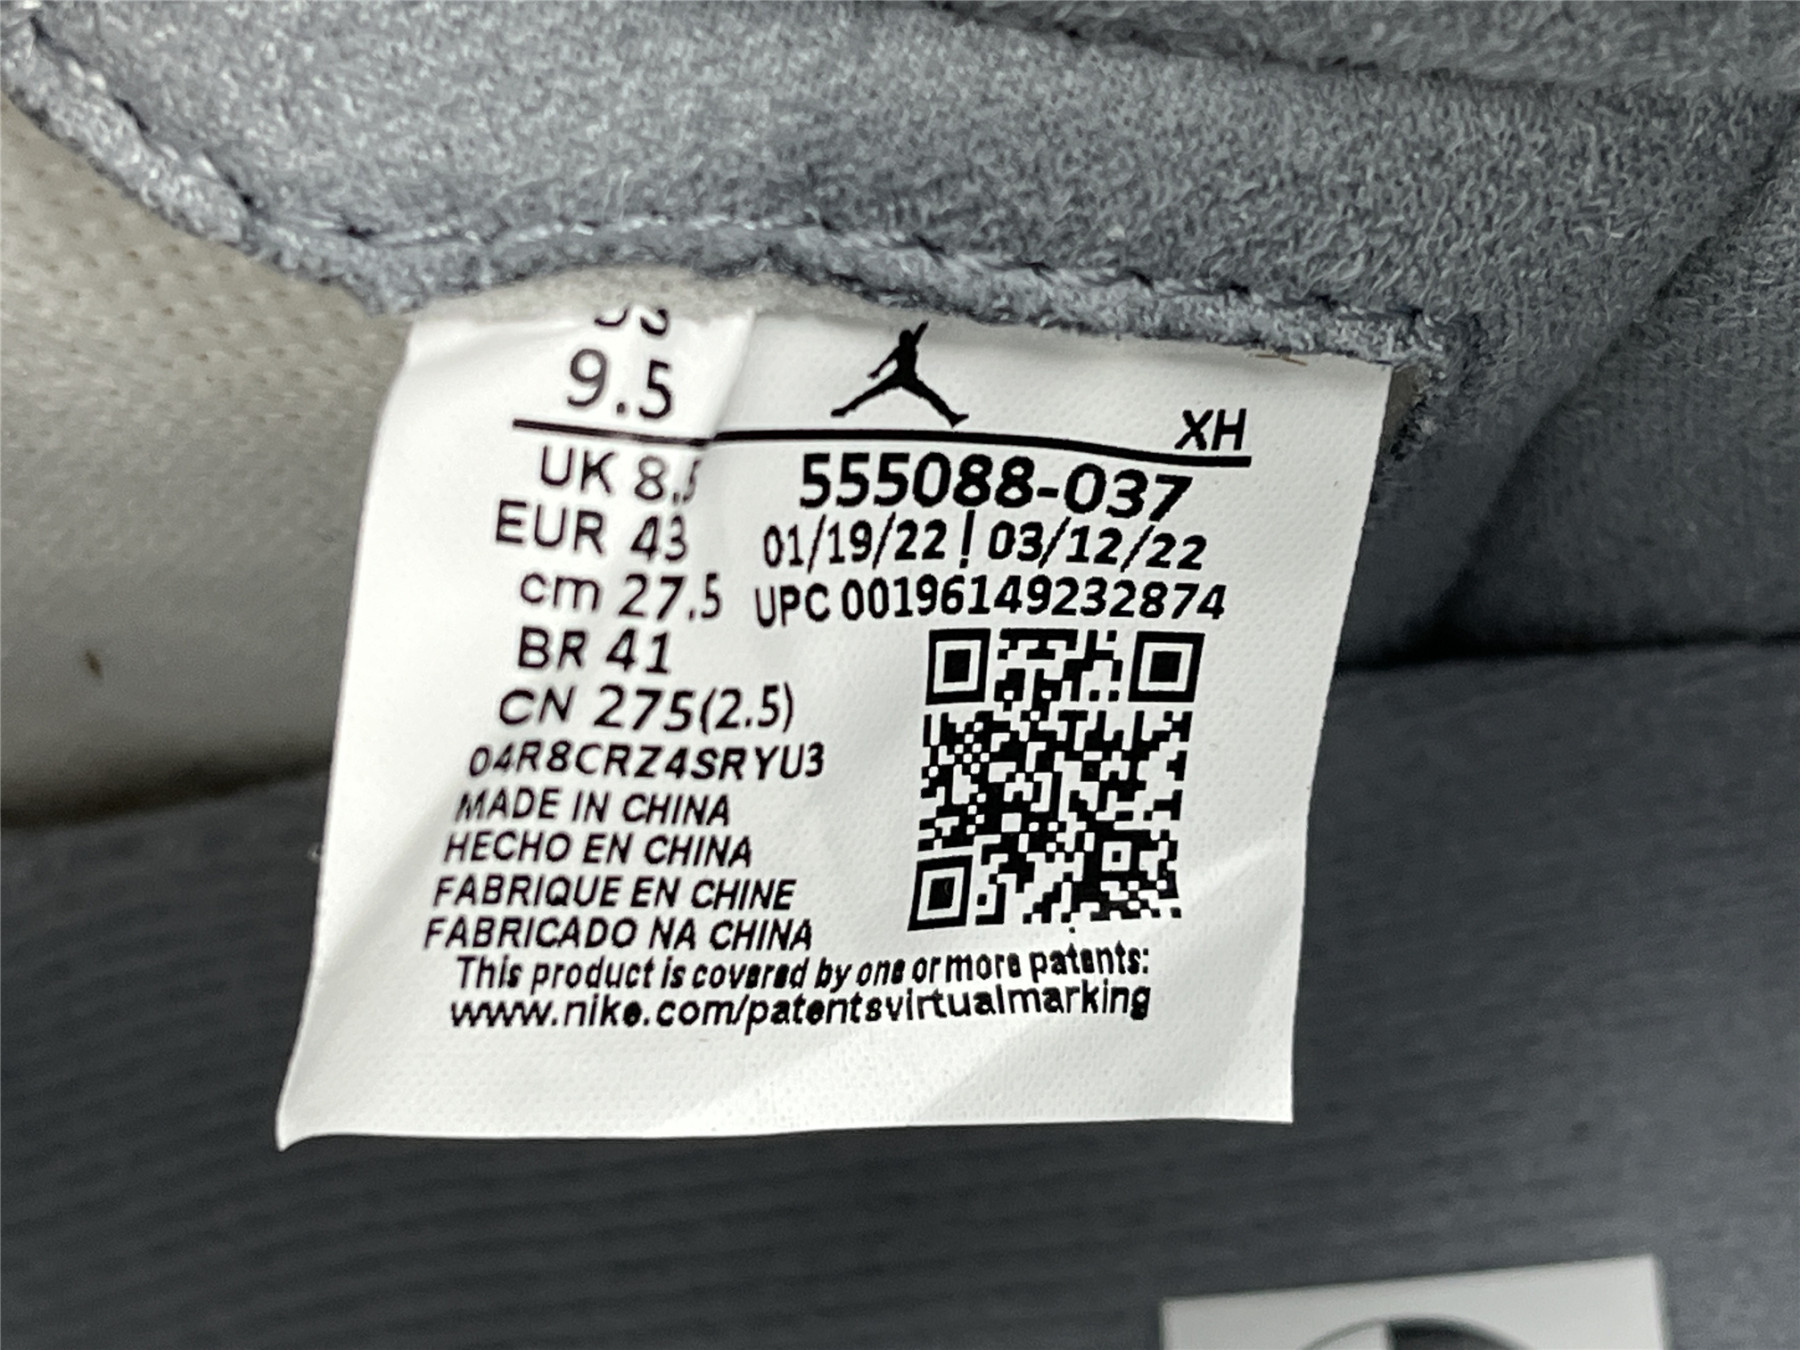 US
9.5
XH
UK 8.5
555088-037
EUR 43
01/19/22 | 03/12/22
cm 27.5
UPC 00196149232874
BR 41
CN 275(2.5)
04R8CRZ4SRYU3
MADE IN CHINA
HECHO EN CHINA
FABRIQUE EN CHINE
FABRICADO NA CHINA
This product is covered by one or more patents:
www.nike.com/patentsvirtualmarking